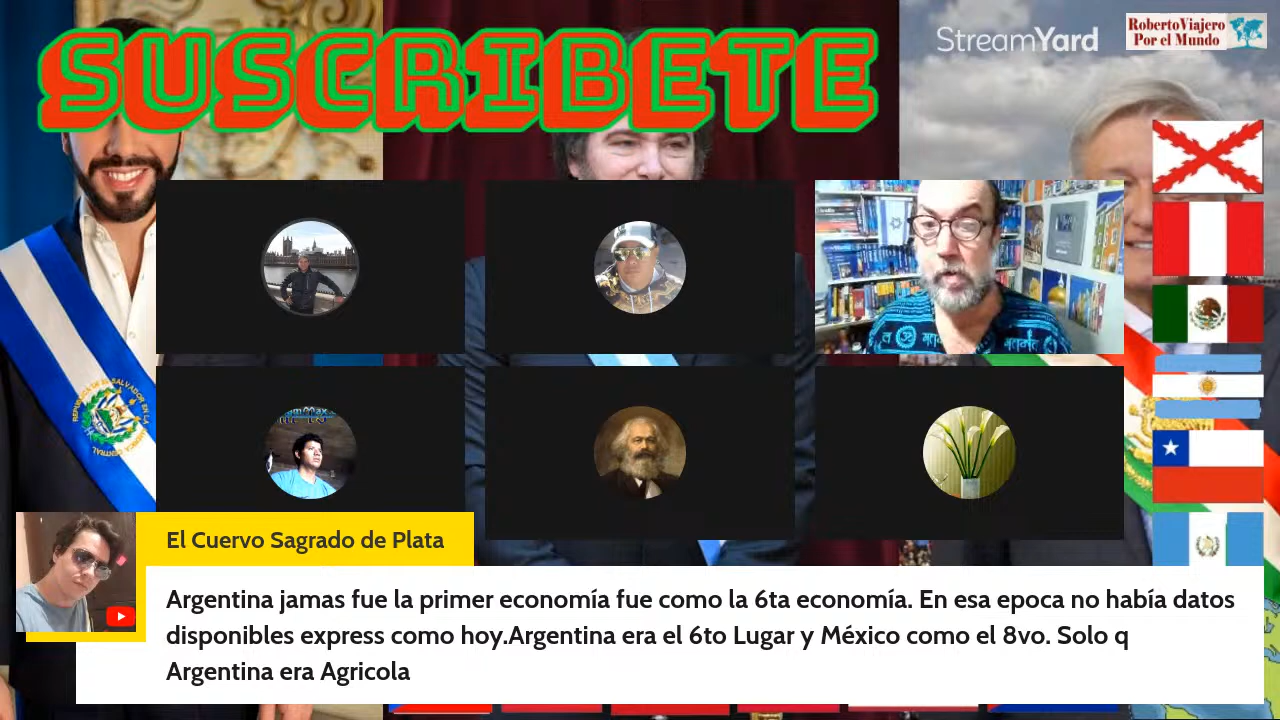 SUSCRIBETE
StreamYard
RobertoViajero
Por el Mundo
El Cuervo Sagrado de Plata
Argentina jamas fue la primer economía fue como la 6ta economía. En esa epoca no había datos
disponibles express como hoy.Argentina era el 6to Lugar y México como el 8vo. Solo q
Argentina era Agricola